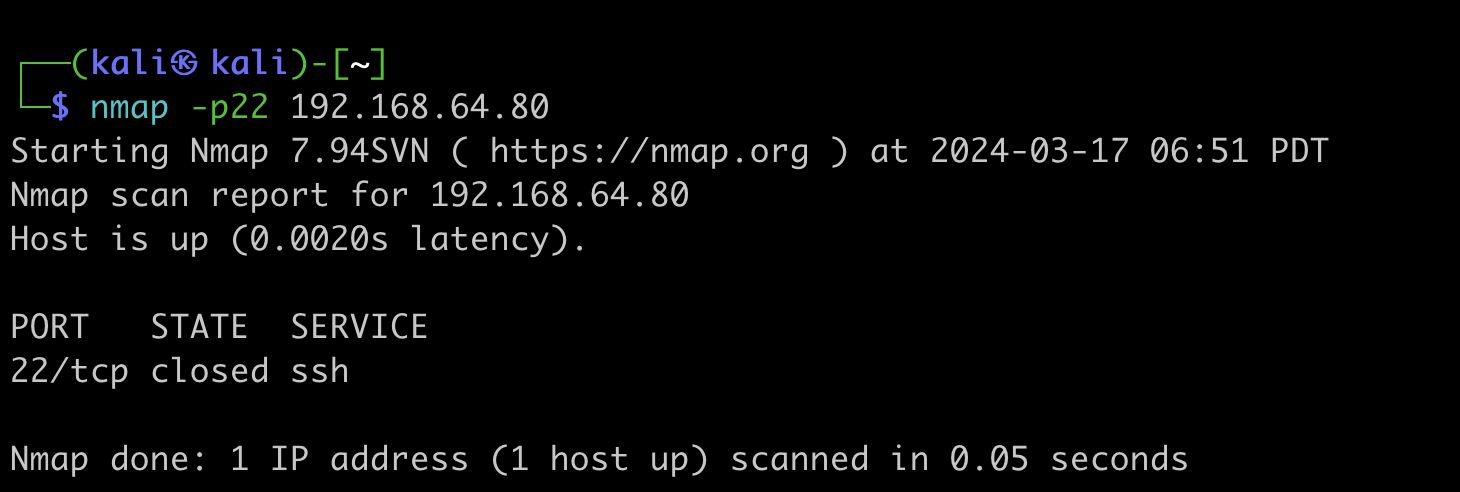 ┌──(kali㉿kali)-[~]
└─$ nmap -p22 192.168.64.80
Starting Nmap 7.94SVN ( https://nmap.org ) at 2024-03-17 06:51 PDT
Nmap scan report for 192.168.64.80
Host is up (0.0020s latency).
PORT   STATE  SERVICE
22/tcp closed ssh
Nmap done: 1 IP address (1 host up) scanned in 0.05 seconds